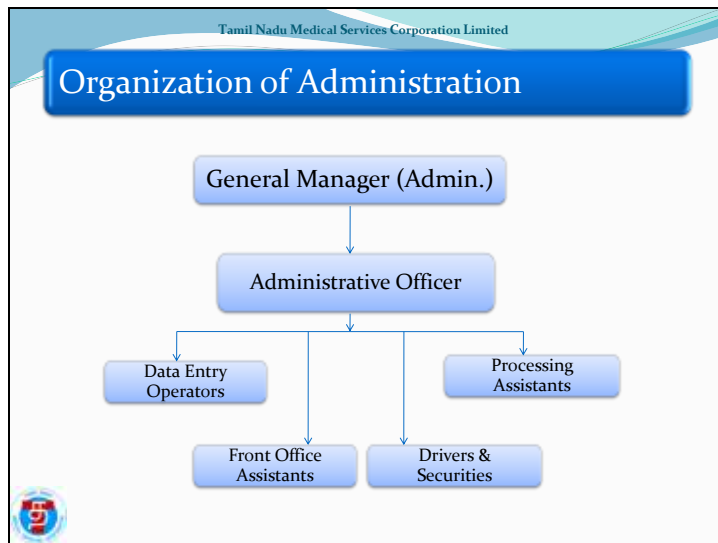 Tamil Nadu Medical Services Corporation Limited
Organization of Administration
General Manager (Admin.)
Administrative Officer
Data Entry
Operators
Processing
Assistants
Front Office
Assistants
Drivers &
Securities